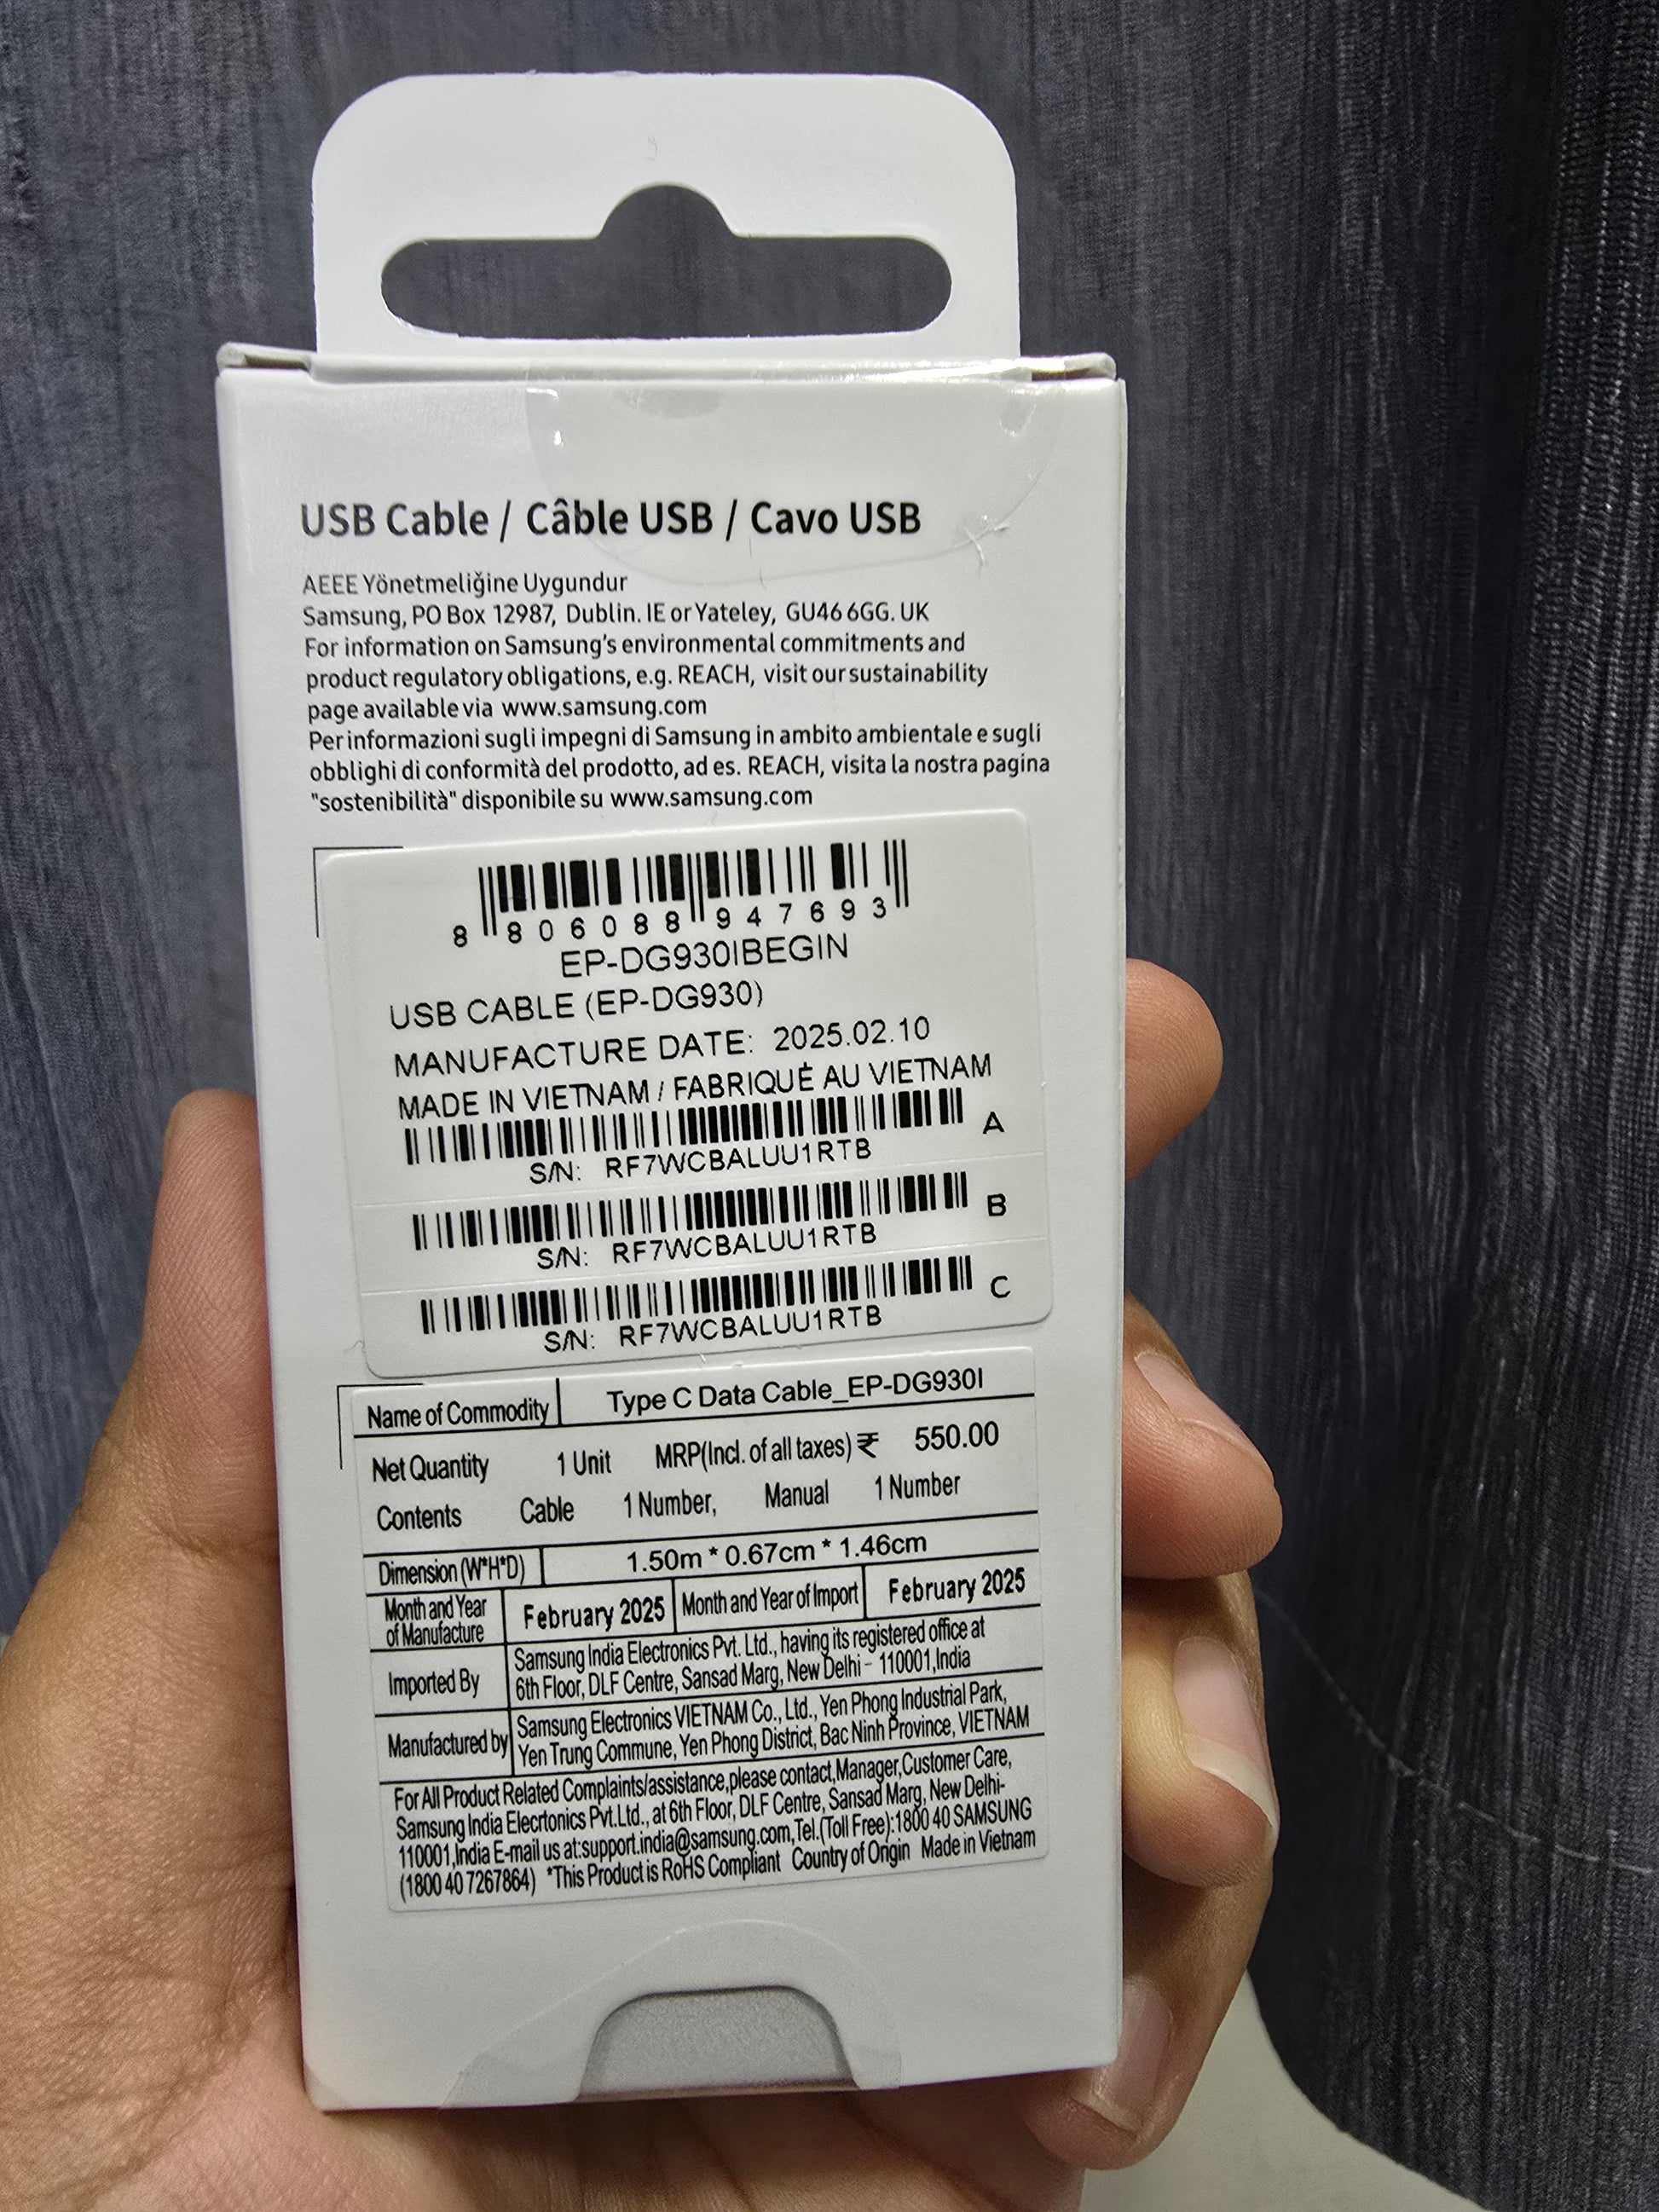 USB Cable / Câble USB / Cavo USB
AEEE Yönetmeliğine Uygundur
Samsung, PO Box 12987, Dublin. IE or Yateley, GU46 6GG. UK
For information on Samsung's environmental commitments and
product regulatory obligations, e.g. REACH, visit our sustainability
page available via www.samsung.com
Per informazioni sugli impegni di Samsung in ambito ambientale e sugli
obblighi di conformità del prodotto, ad es. REACH, visita la nostra pagina
"sostenibilità" disponibile su www.samsung.com
8 806088 947693
EP-DG930IBEGIN
USB CABLE (EP-DG930)
MANUFACTURE DATE: 2025.02.10
MADE IN VIETNAM / FABRIQUÉ AU VIETNAM
A
S/N: RF7WCBALUU1RTB
B
S/N: RF7WCBALUU1RTB
C
S/N: RF7WCBALUU1RTB
Name of Commodity Type C Data Cable_EP-DG930I
Net Quantity 1 Unit MRP(Incl. of all taxes) ₹ 550.00
Contents Cable 1 Number, Manual 1 Number
Dimension (W*H*D) 1.50m * 0.67cm * 1.46cm
Month and Year
of Manufacture February 2025 Month and Year of Import February 2025
Imported By Samsung India Electronics Pvt. Ltd., having its registered office at
6th Floor, DLF Centre, Sansad Marg, New Delhi - 110001,India
Manufactured by Samsung Electronics VIETNAM Co., Ltd., Yen Phong Industrial Park,
Yen Trung Commune, Yen Phong District, Bac Ninh Province, VIETNAM
For All Product Related Complaints/assistance,please contact,Manager,Customer Care,
Samsung India Elecrtonics Pvt.Ltd., at 6th Floor, DLF Centre, Sansad Marg, New Delhi-
110001,India E-mail us at:support.india@samsung.com,Tel.(Toll Free):1800 40 SAMSUNG
(1800 40 7267864) *This Product is RoHS Compliant Country of Origin Made in Vietnam